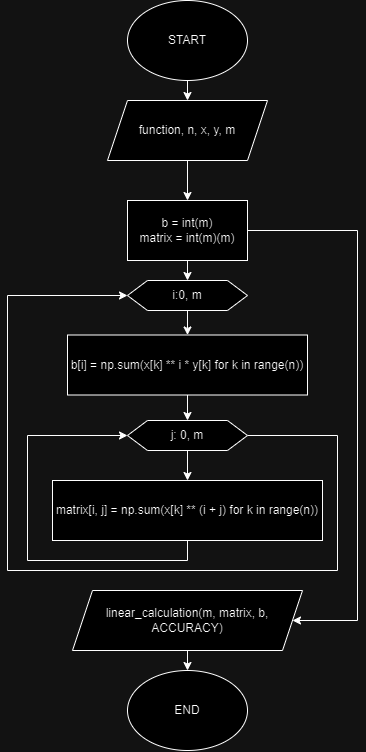 START
function, n, x, y, m
b = int(m)
matrix = int(m)(m)
i:0, m
b[i] = np.sum(x[k] ** i * y[k] for k in range(n))
j: 0, m
matrix[i, j] = np.sum(x[k] ** (i + j) for k in range(n))
linear_calculation(m, matrix, b,
ACCURACY)
END